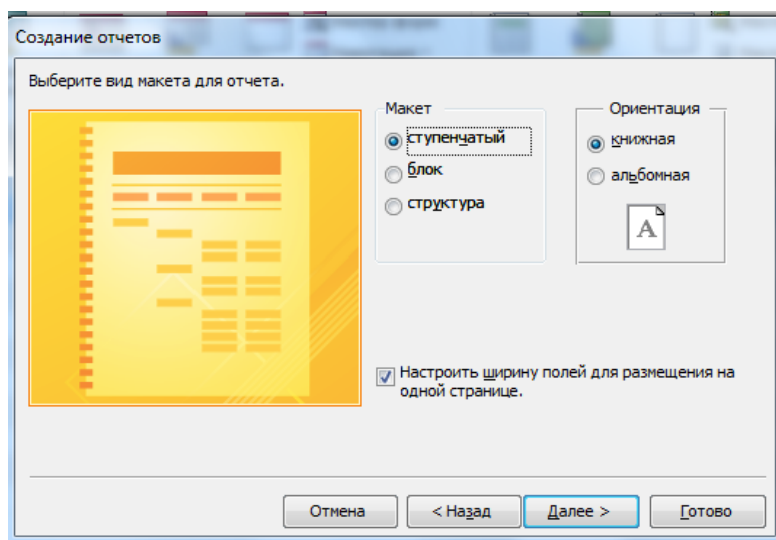 Создание отчетов
Выберите вид макета для отчета.
Макет
ступенчатый
блок
структура
Ориентация
книжная
альбомная
A
Настроить ширину полей для размещения на
одной странице.
Отмена
< Назад
Далее >
Готово